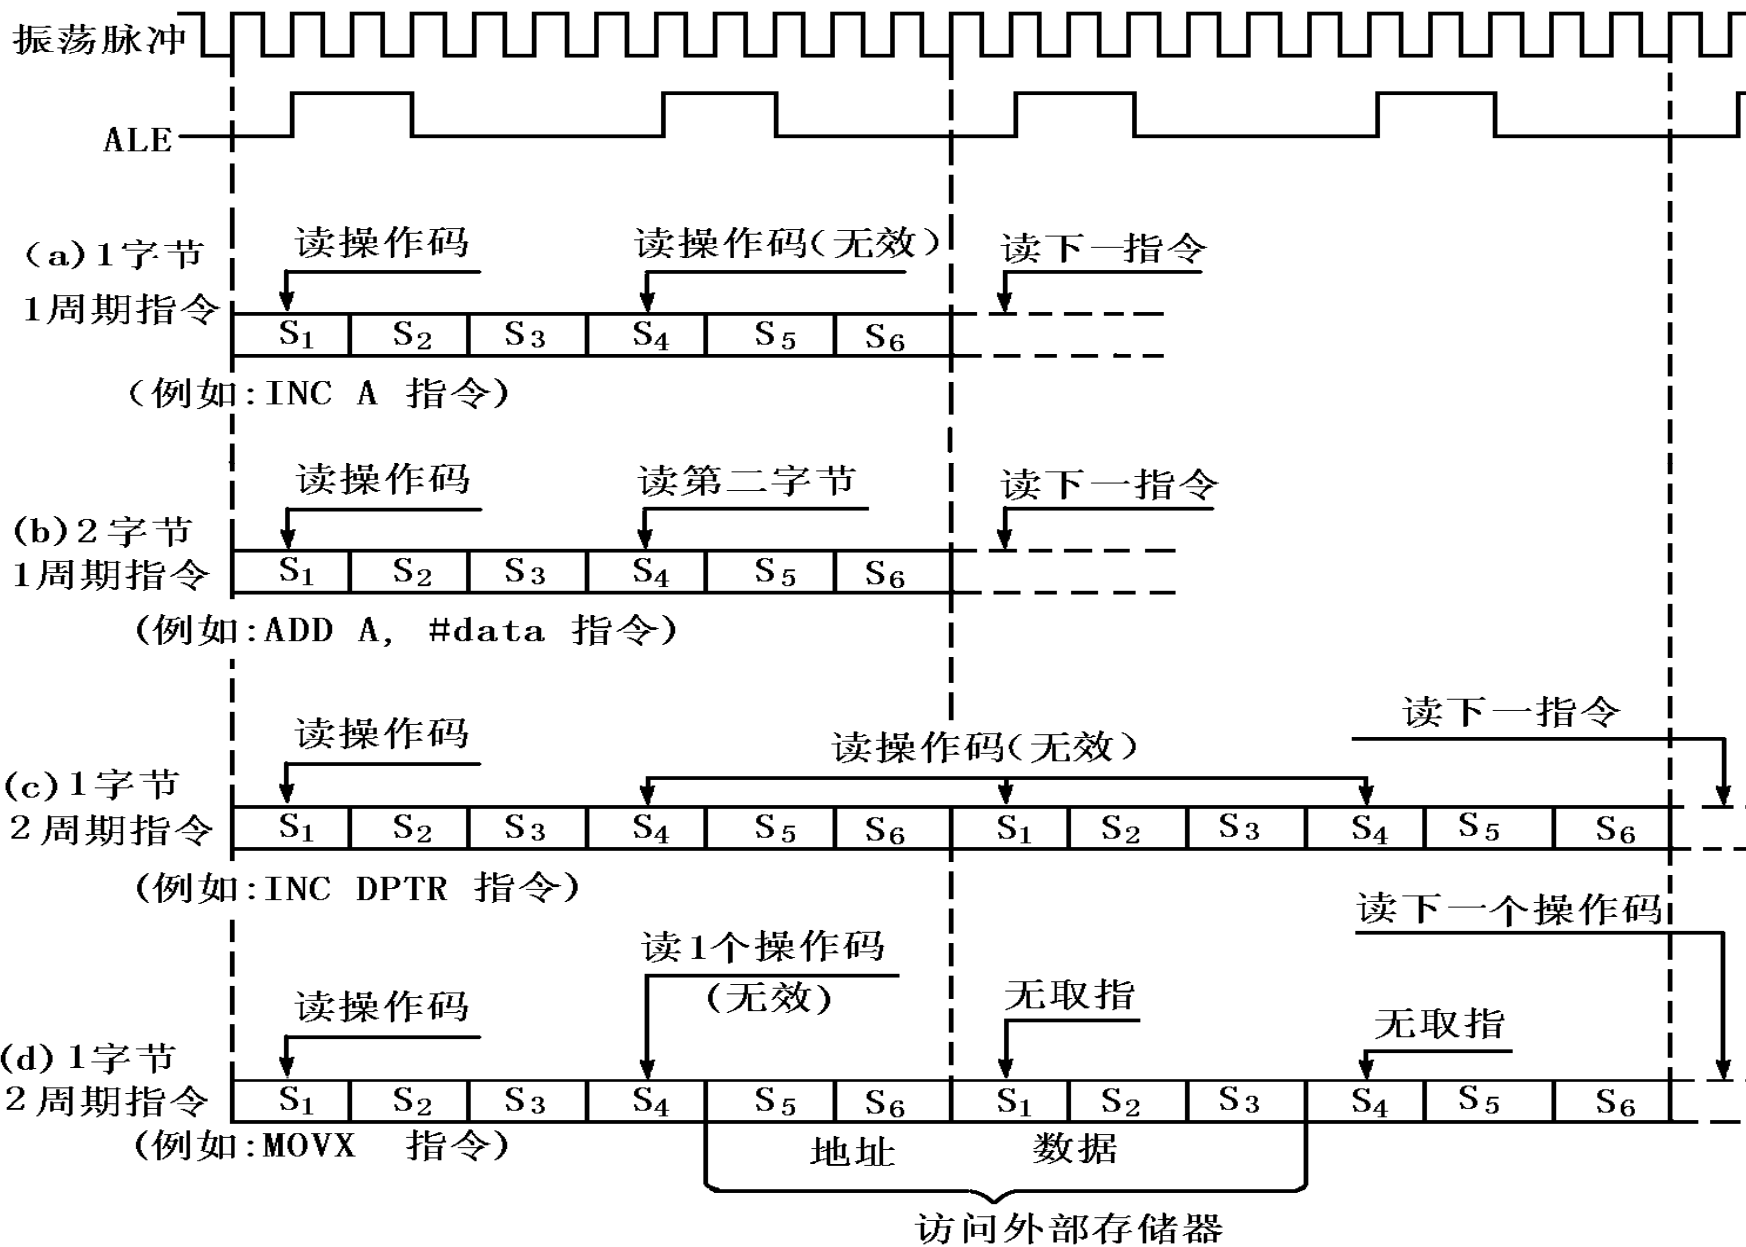 振荡脉冲
ALE
(a)1字节
1周期指令
读操作码
读操作码(无效)
读下一指令
S1 S2 S3 S4 S5 S6
(例如:INC A 指令)
(b)2字节
1周期指令
读操作码
读第二字节
读下一指令
S1 S2 S3 S4 S5 S6
(例如:ADD A, #data 指令)
(c)1字节
2周期指令
读操作码
读操作码(无效)
读下一指令
S1 S2 S3 S4 S5 S6 S1 S2 S3 S4 S5 S6
(例如:INC DPTR 指令)
(d)1字节
2周期指令
读操作码
读1个操作码
(无效)
无取指
无取指
读下一个操作码
S1 S2 S3 S4 S5 S6 S1 S2 S3 S4 S5 S6
(例如:MOVX 指令)
地址
数据
访问外部存储器